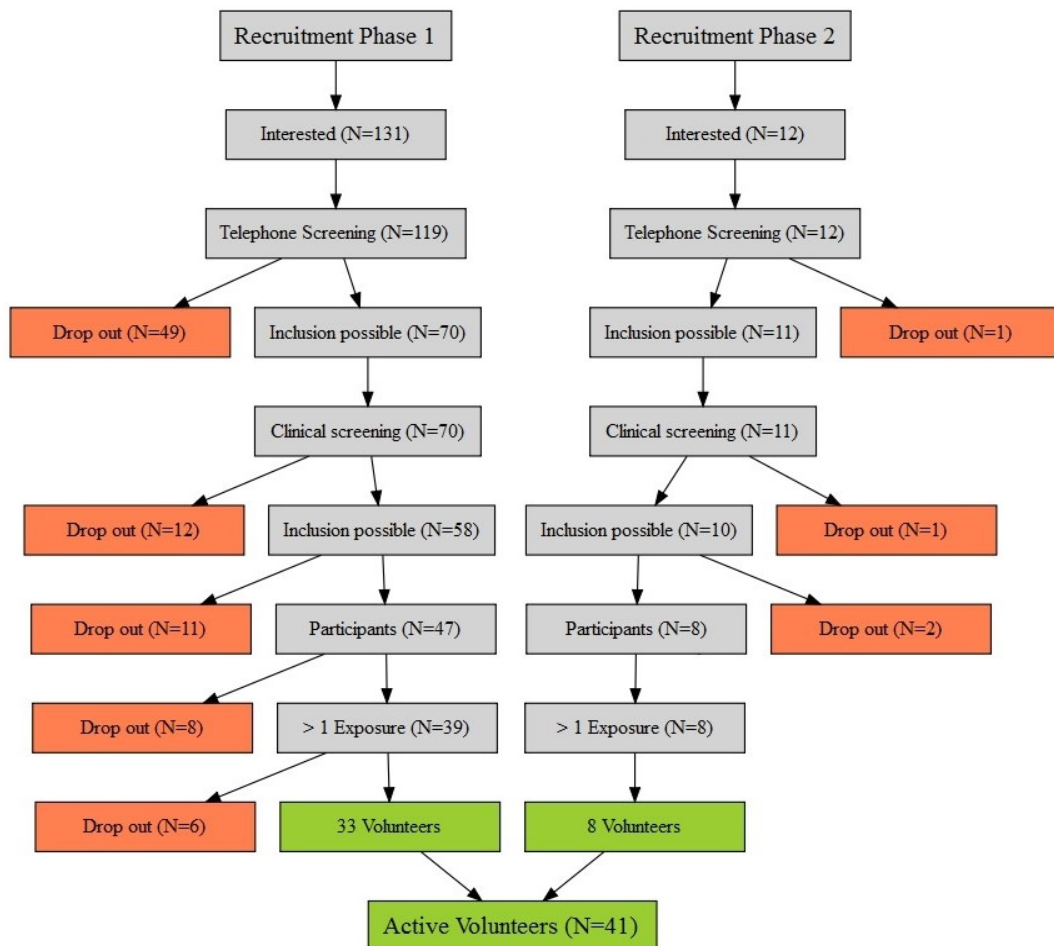 Recruitment Phase 1
Recruitment Phase 2
Interested (N=131)
Interested (N=12)
Telephone Screening (N=119)
Telephone Screening (N=12)
Drop out (N=49)
Inclusion possible (N=70)
Inclusion possible (N=11)
Drop out (N=1)
Clinical screening (N=70)
Clinical screening (N=11)
Drop out (N=12)
Inclusion possible (N=58)
Inclusion possible (N=10)
Drop out (N=1)
Drop out (N=11)
Participants (N=47)
Participants (N=8)
Drop out (N=2)
Drop out (N=8)
> 1 Exposure (N=39)
> 1 Exposure (N=8)
Drop out (N=6)
33 Volunteers
8 Volunteers
Active Volunteers (N=41)